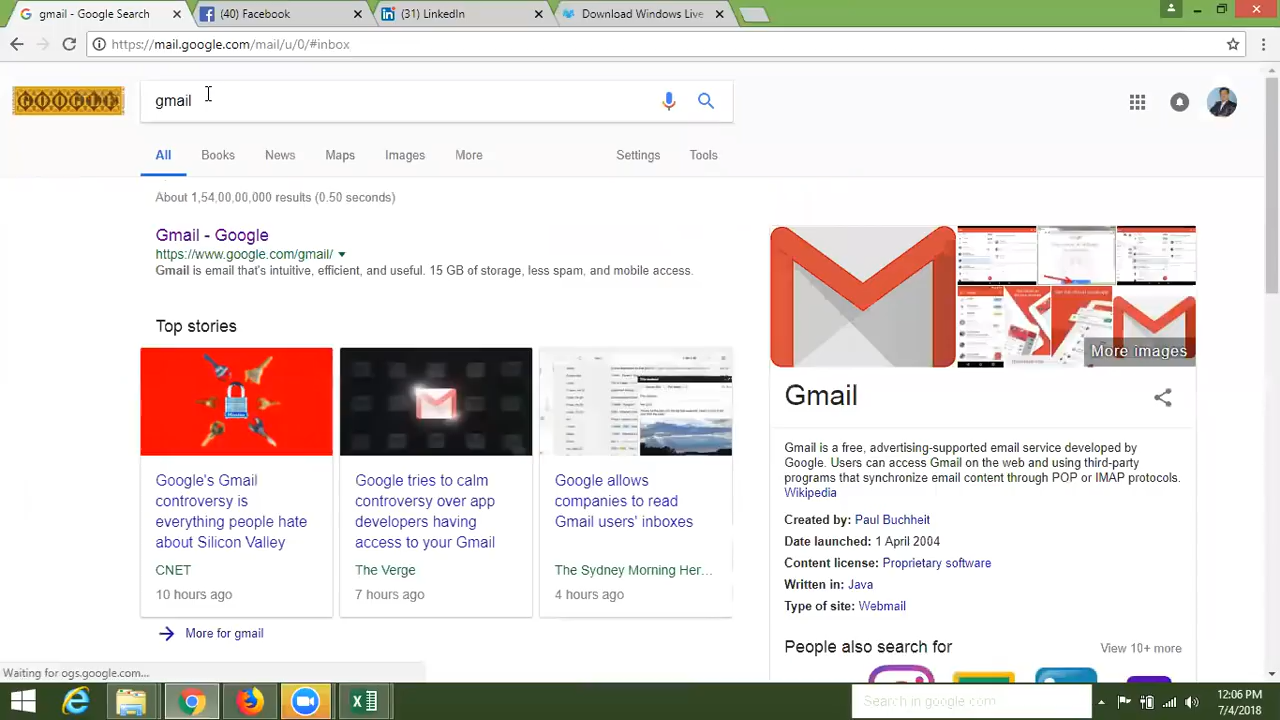 gmail - Google Search
(40) Facebook
(31) LinkedIn
Download Windows Live
https://mail.google.com/mail/u/0/#inbox
GOOGLE
gmail
All Books News Maps Images More Settings Tools
About 1,54,00,00,000 results (0.50 seconds)
Gmail - Google
https://www.google.com/gmail/
Gmail is email that's intuitive, efficient, and useful. 15 GB of storage, less spam, and mobile access.
Top stories
Google's Gmail
controversy is
everything people hate
about Silicon Valley
CNET
10 hours ago
Google tries to calm
controversy over app
developers having
access to your Gmail
The Verge
7 hours ago
Google allows
companies to read
Gmail users' inboxes
The Sydney Morning Her...
4 hours ago
More for gmail
More images
Gmail
Gmail is a free, advertising-supported email service developed by
Google. Users can access Gmail on the web and using third-party
programs that synchronize email content through POP or IMAP protocols.
Wikipedia
Created by: Paul Buchheit
Date launched: 1 April 2004
Content license: Proprietary software
Written in: Java
Type of site: Webmail
People also search for
View 10+ more
Waiting for ogs.google.com...
Search in google com
12:06 PM
7/4/2018